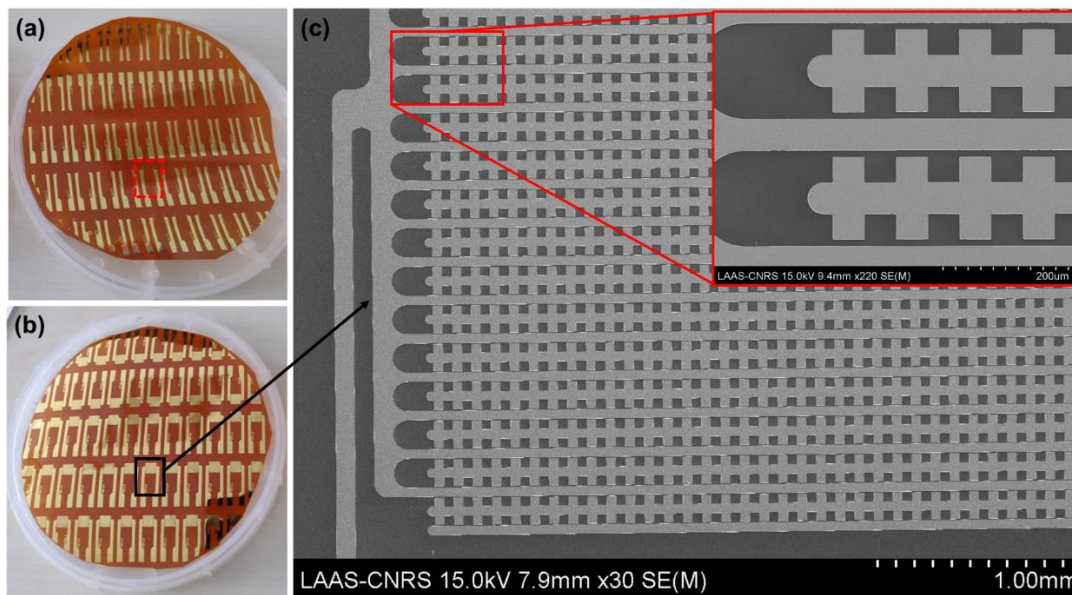 (a)
(b)
(c)
LAAS-CNRS 15.0kV 9.4mm x220 SE(M) 200um
LAAS-CNRS 15.0kV 7.9mm x30 SE(M) 1.00mm